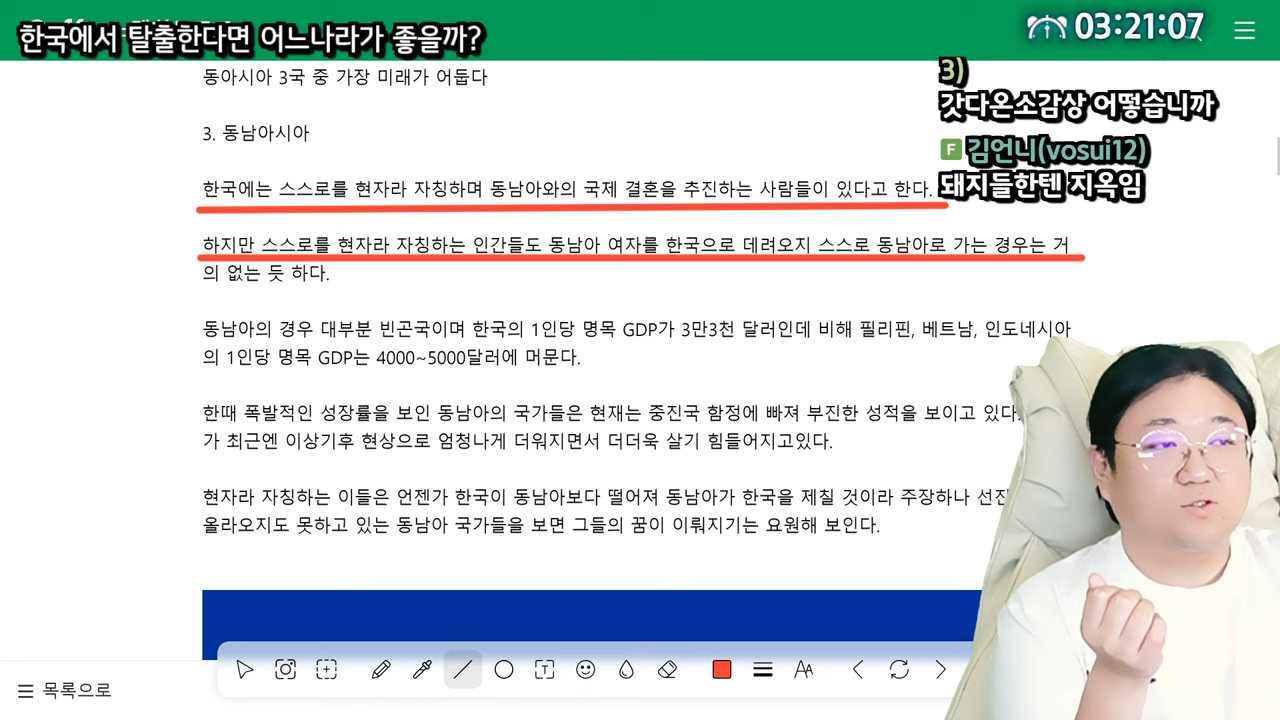 한국에서 탈출한다면 어느나라가 좋을까?
03:21:07
동아시아 3국 중 가장 미래가 어둡다
3)
갓다온소감상 어떻습니까
F 김언니(vosui12)
돼지들한텐 지옥임
3. 동남아시아
한국에는 스스로를 현자라 자칭하며 동남아와의 국제 결혼을 추진하는 사람들이 있다고 한다.
하지만 스스로를 현자라 자칭하는 인간들도 동남아 여자를 한국으로 데려오지 스스로 동남아로 가는 경우는 거
의 없는 듯 하다.
동남아의 경우 대부분 빈곤국이며 한국의 1인당 명목 GDP가 3만3천 달러인데 비해 필리핀, 베트남, 인도네시아
의 1인당 명목 GDP는 4000~5000달러에 머문다.
한때 폭발적인 성장률을 보인 동남아의 국가들은 현재는 중진국 함정에 빠져 부진한 성적을 보이고 있다.
가 최근엔 이상기후 현상으로 엄청나게 더워지면서 더더욱 살기 힘들어지고있다.
현자라 자칭하는 이들은 언젠가 한국이 동남아보다 떨어져 동남아가 한국을 제칠 것이라 주장하나
올라오지도 못하고 있는 동남아 국가들을 보면 그들의 꿈이 이뤄지기는 요원해 보인다.
목록으로